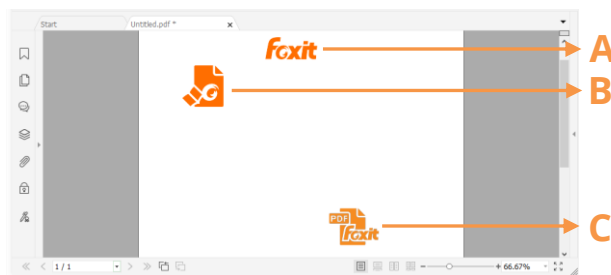 Start
Untitled.pdf *
Foxit
A
B
PDF
Foxit
C
1 / 1
66.67%